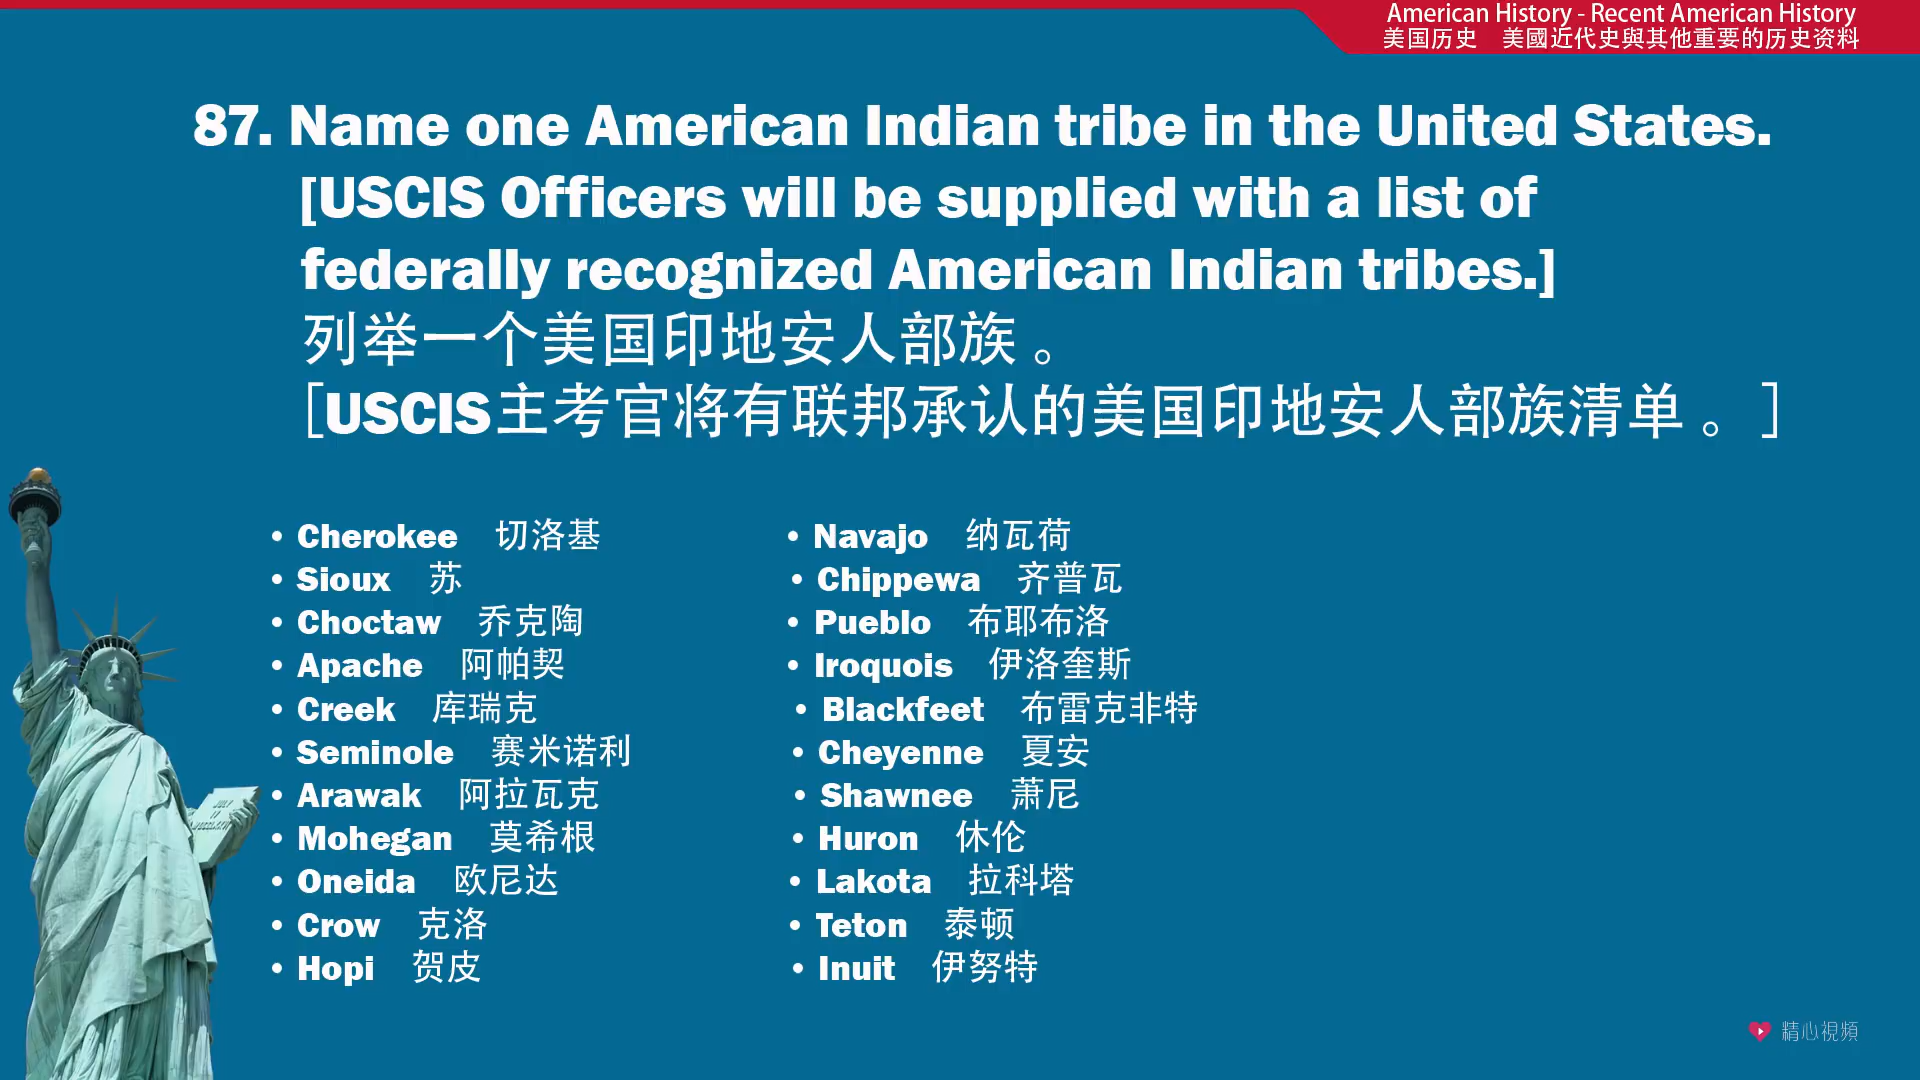 American History - Recent American History
美国历史 美國近代史與其他重要的历史资料
87. Name one American Indian tribe in the United States.
[USCIS Officers will be supplied with a list of
federally recognized American Indian tribes.]
列举一个美国印地安人部族。
[USCIS主考官将有联邦承认的美国印地安人部族清单。]
• Cherokee 切洛基
• Sioux 苏
• Choctaw 乔克陶
• Apache 阿帕契
• Creek 库瑞克
• Seminole 赛米诺利
• Arawak 阿拉瓦克
• Mohegan 莫希根
• Oneida 欧尼达
• Crow 克洛
• Hopi 贺皮
• Navajo 纳瓦荷
• Chippewa 齐普瓦
• Pueblo 布耶布洛
• Iroquois 伊洛奎斯
• Blackfeet 布雷克非特
• Cheyenne 夏安
• Shawnee 萧尼
• Huron 休伦
• Lakota 拉科塔
• Teton 泰顿
• Inuit 伊努特
JULY
IV
精心視頻